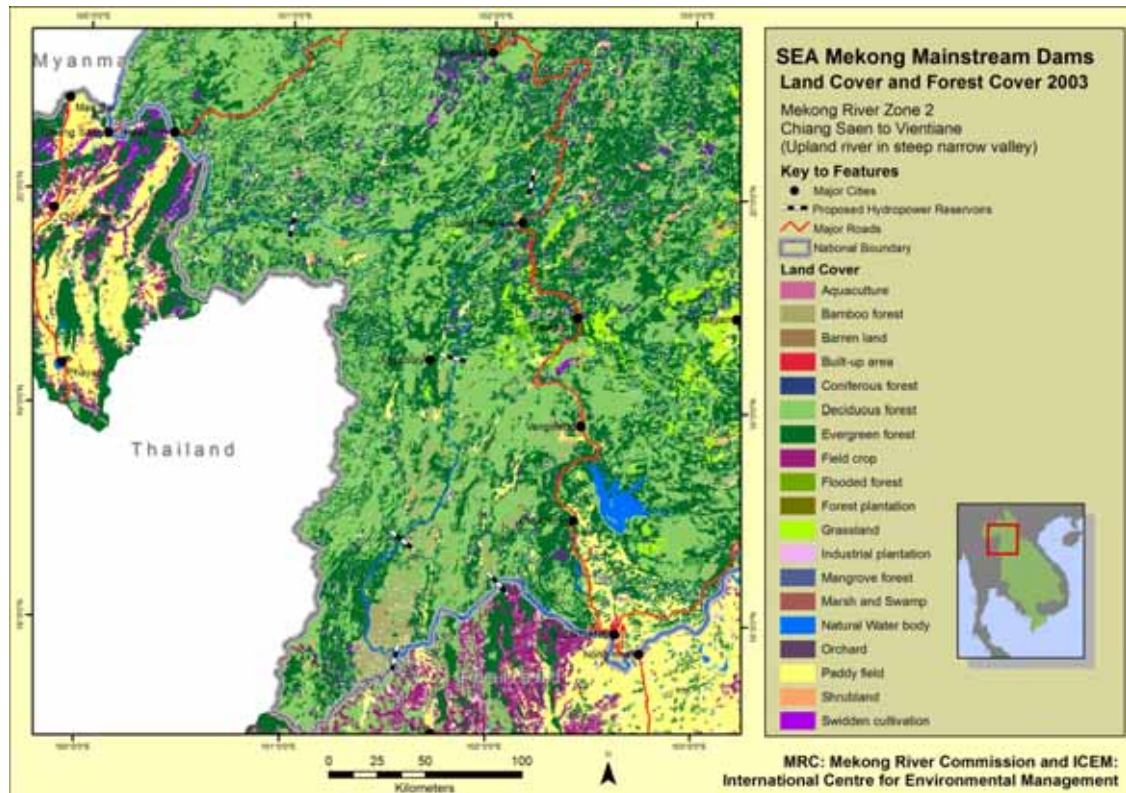 Myanma
Thailand
SEA Mekong Mainstream Dams
Land Cover and Forest Cover 2003
Mekong River Zone 2
Chiang Saen to Vientiane
(Upland river in steep narrow valley)
Key to Features
Major Cities
Proposed Hydropower Reservoirs
Major Roads
National Boundary
Land Cover
Aquaculture
Bamboo forest
Barren land
Built-up area
Coniferous forest
Deciduous forest
Evergreen forest
Field crop
Flooded forest
Forest plantation
Grassland
Industrial plantation
Mangrove forest
Marsh and Swamp
Natural Water body
Orchard
Paddy field
Shrubland
Swidden cultivation
0 25 50 100
Kilometers
MRC: Mekong River Commission and ICEM:
International Centre for Environmental Management